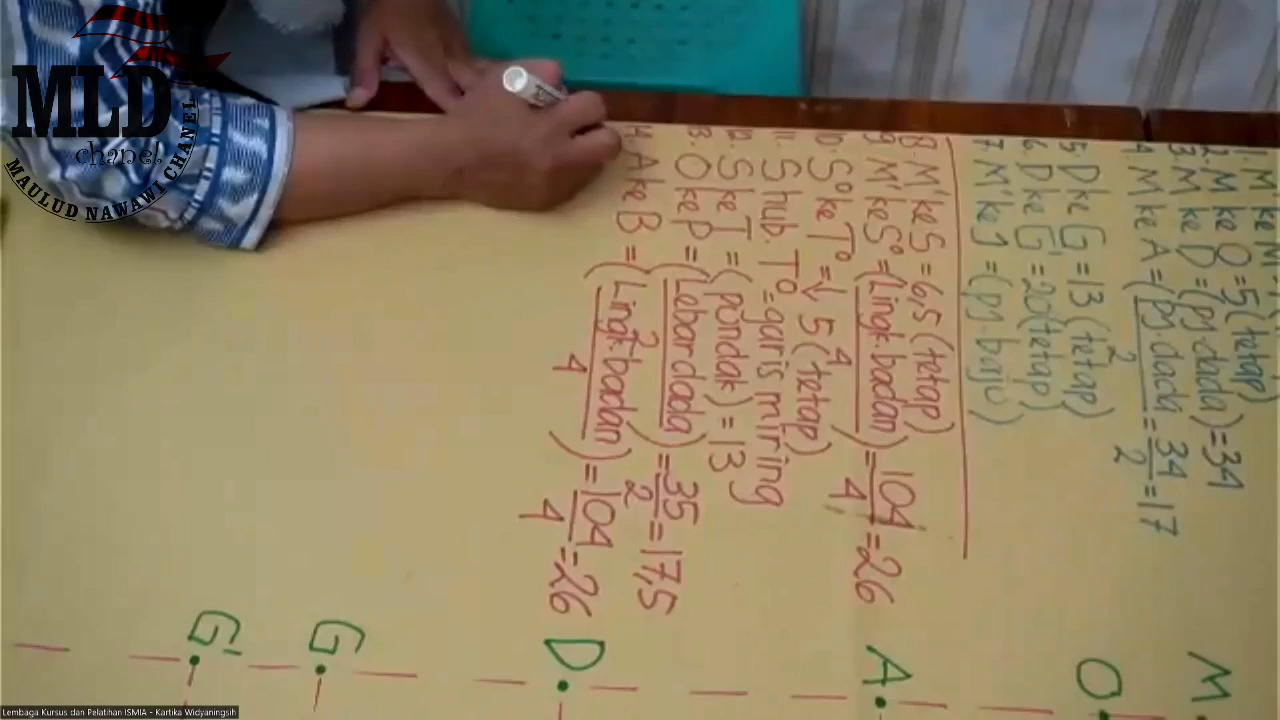 MLD
chanel
MAULUD NAWAWI CHANEL
1. M ke M'
2. M ke O = 5 (tetap)
3. M ke D = (pj. dada) = 34
4. M ke A = (pj. dada = 34 = 17
2 2
5. D ke G = 13 (tetap)
6. D ke G' = 20 (tetap)
7. M' ke J = (pj. baju)
8. M' ke S = 6,5 (tetap)
9. M' ke S° = (Lingk. badan) = 104 = 26
4 4
10. S° ke T° = ↓ 5 (tetap)
11. S hub. T° = garis miring
12. S ke T = (pundak) = 13
13. O ke P = (Lebar dada) = 35 = 17,5
2 2
14. A ke B = (Lingk. badan) = 104 = 26
4 4
M
O
A
D
G
G'
Lembaga Kursus dan Pelatihan ISMIA - Kartika Widyaningsih